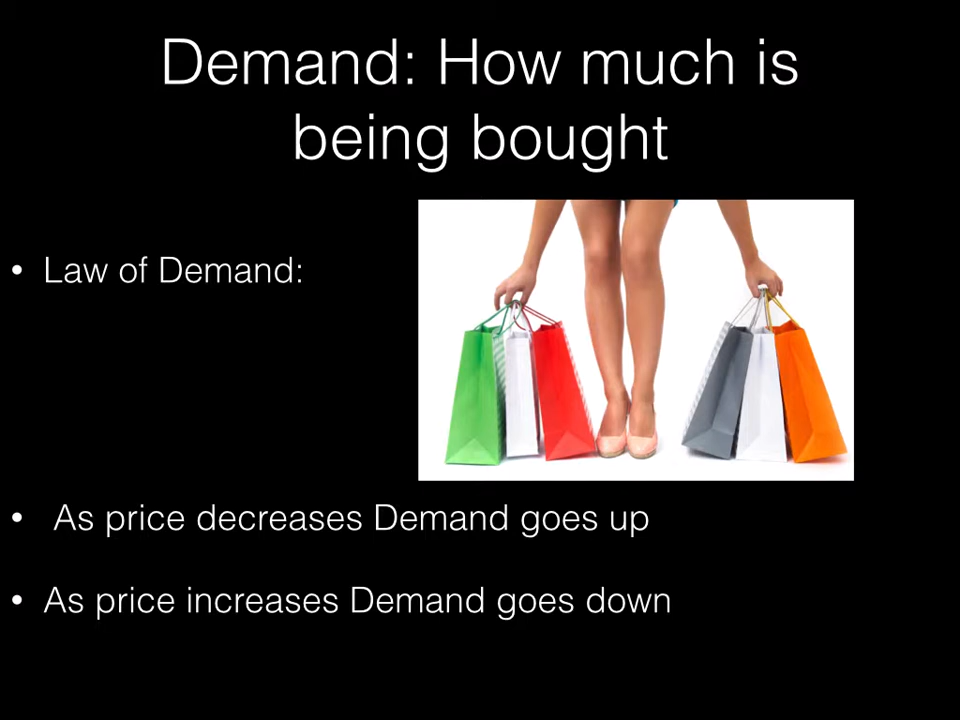 Demand: How much is
being bought
• Law of Demand:
• As price decreases Demand goes up
• As price increases Demand goes down